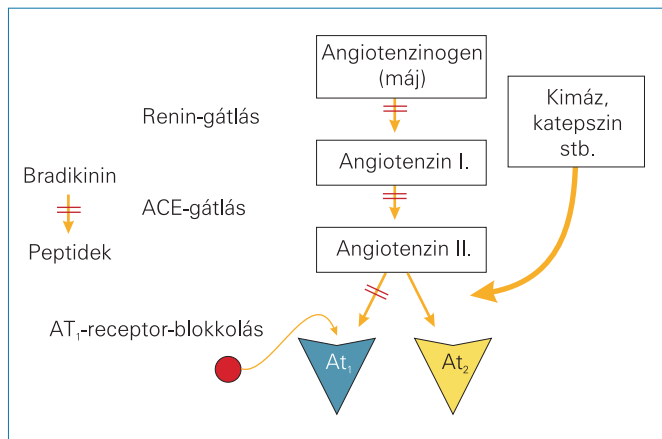 Angiotenzinogen
(máj)
Kimáz,
katepszin
stb.
Renin-gátlás
Angiotenzin I.
Bradikinin
ACE-gátlás
Peptidek
Angiotenzin II.
AT₁-receptor-blokkolás
At₁
At₂